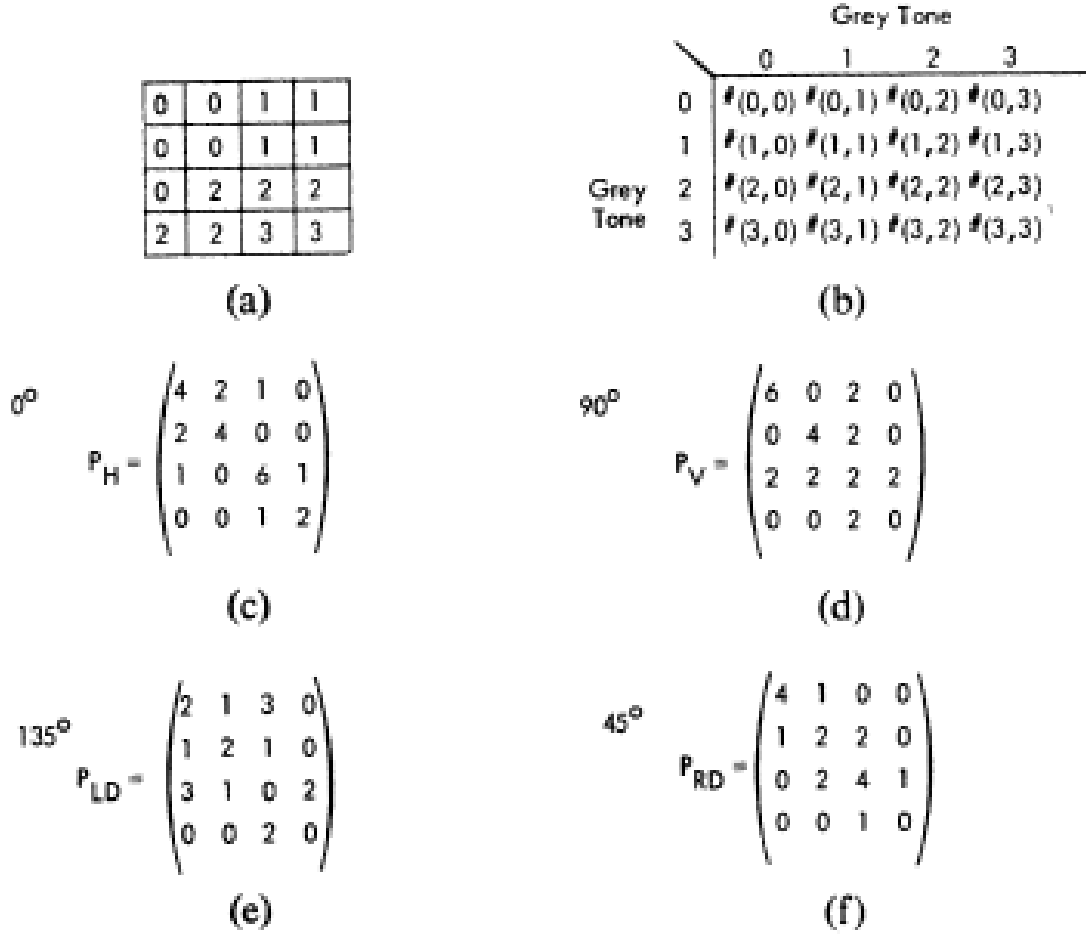 0 0 1 1
0 0 1 1
0 2 2 2
2 2 3 3
(a)
Grey Tone
0 1 2 3
0 #(0,0) #(0,1) #(0,2) #(0,3)
1 #(1,0) #(1,1) #(1,2) #(1,3)
Grey Tone
2 #(2,0) #(2,1) #(2,2) #(2,3)
3 #(3,0) #(3,1) #(3,2) #(3,3)
(b)
0°
P_H =
4 2 1 0
2 4 0 0
1 0 6 1
0 0 1 2
(c)
90°
P_V =
6 0 2 0
0 4 2 0
2 2 2 2
0 0 2 0
(d)
135°
P_LD =
2 1 3 0
1 2 1 0
3 1 0 2
0 0 2 0
(e)
45°
P_RD =
4 1 0 0
1 2 2 0
0 2 4 1
0 0 1 0
(f)